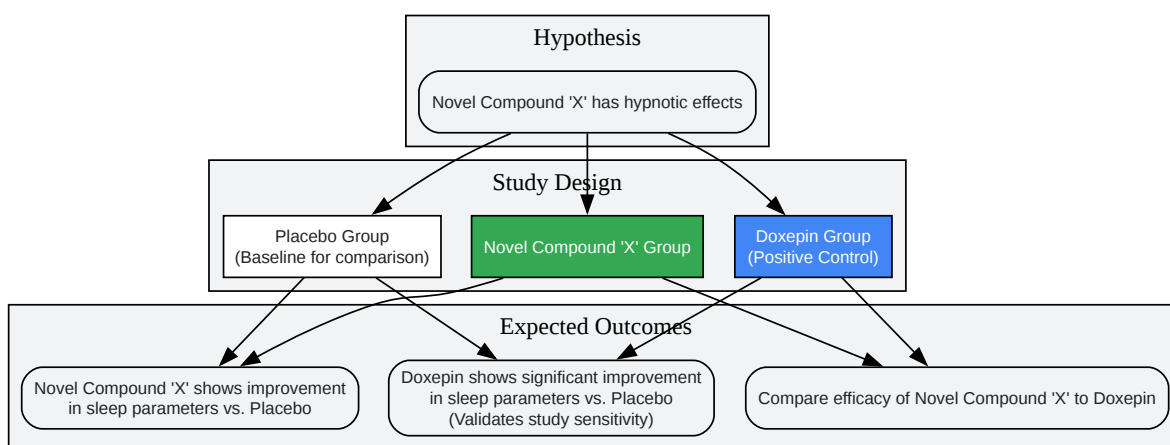 Hypothesis
Novel Compound 'X' has hypnotic effects
Study Design
Placebo Group
(Baseline for comparison)
Novel Compound 'X' Group
Doxepin Group
(Positive Control)
Expected Outcomes
Novel Compound 'X' shows improvement
in sleep parameters vs. Placebo
Doxepin shows significant improvement
in sleep parameters vs. Placebo
(Validates study sensitivity)
Compare efficacy of Novel Compound 'X' to Doxepin